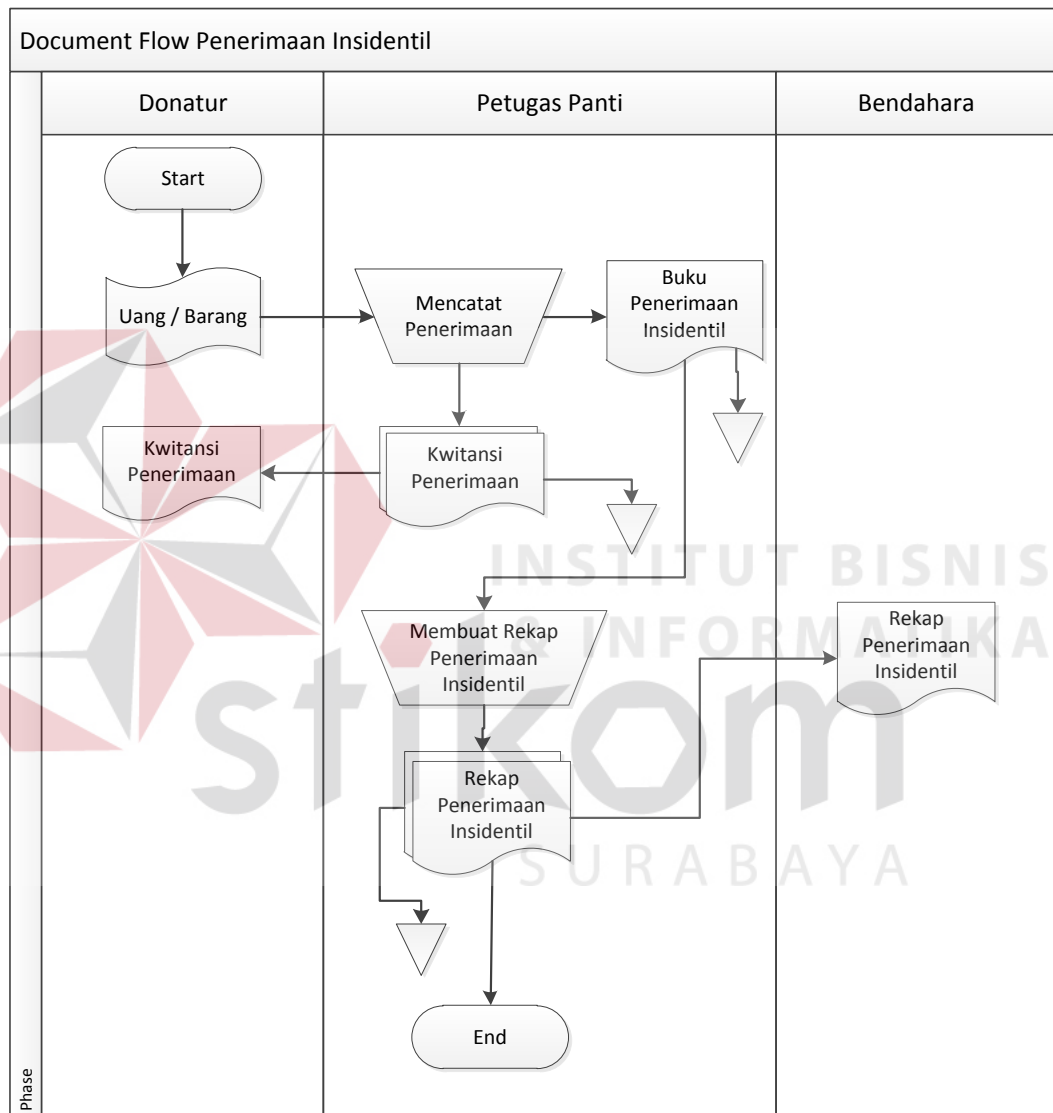 Document Flow Penerimaan Insidentil
Donatur
Petugas Panti
Bendahara
Start
Uang / Barang
Mencatat
Penerimaan
Buku
Penerimaan
Insidentil
Kwitansi
Penerimaan
Kwitansi
Penerimaan
INSTITUT BISNIS
& INFORMATIKA
stikom
SURABAYA
Membuat Rekap
Penerimaan
Insidentil
Rekap
Penerimaan
Insidentil
Rekap
Penerimaan
Insidentil
End
Phase